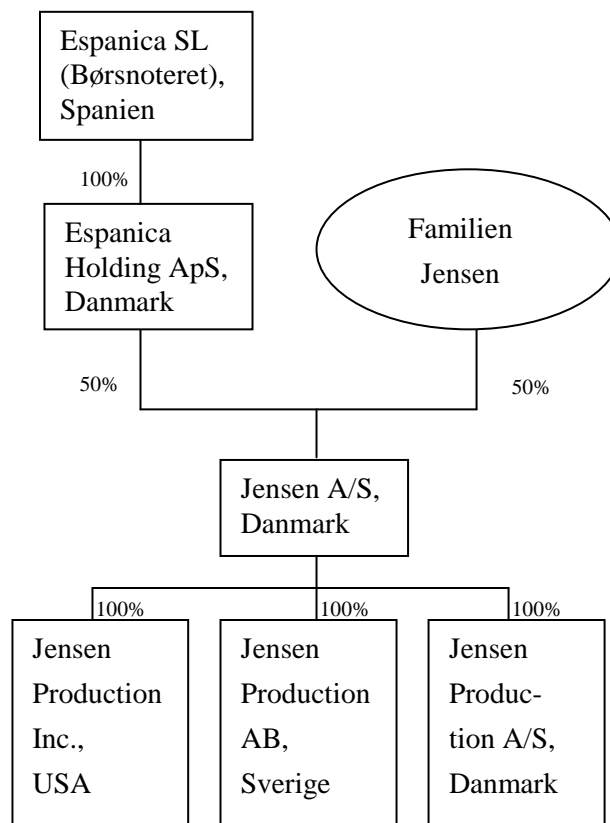 Espanica SL
(Børsnoteret),
Spanien
100%
Espanica
Holding ApS,
Danmark
Familien
Jensen
50%
50%
Jensen A/S,
Danmark
100%
100%
100%
Jensen
Production
Inc.,
USA
Jensen
Production
AB,
Sverige
Jensen
Produc-
tion A/S,
Danmark